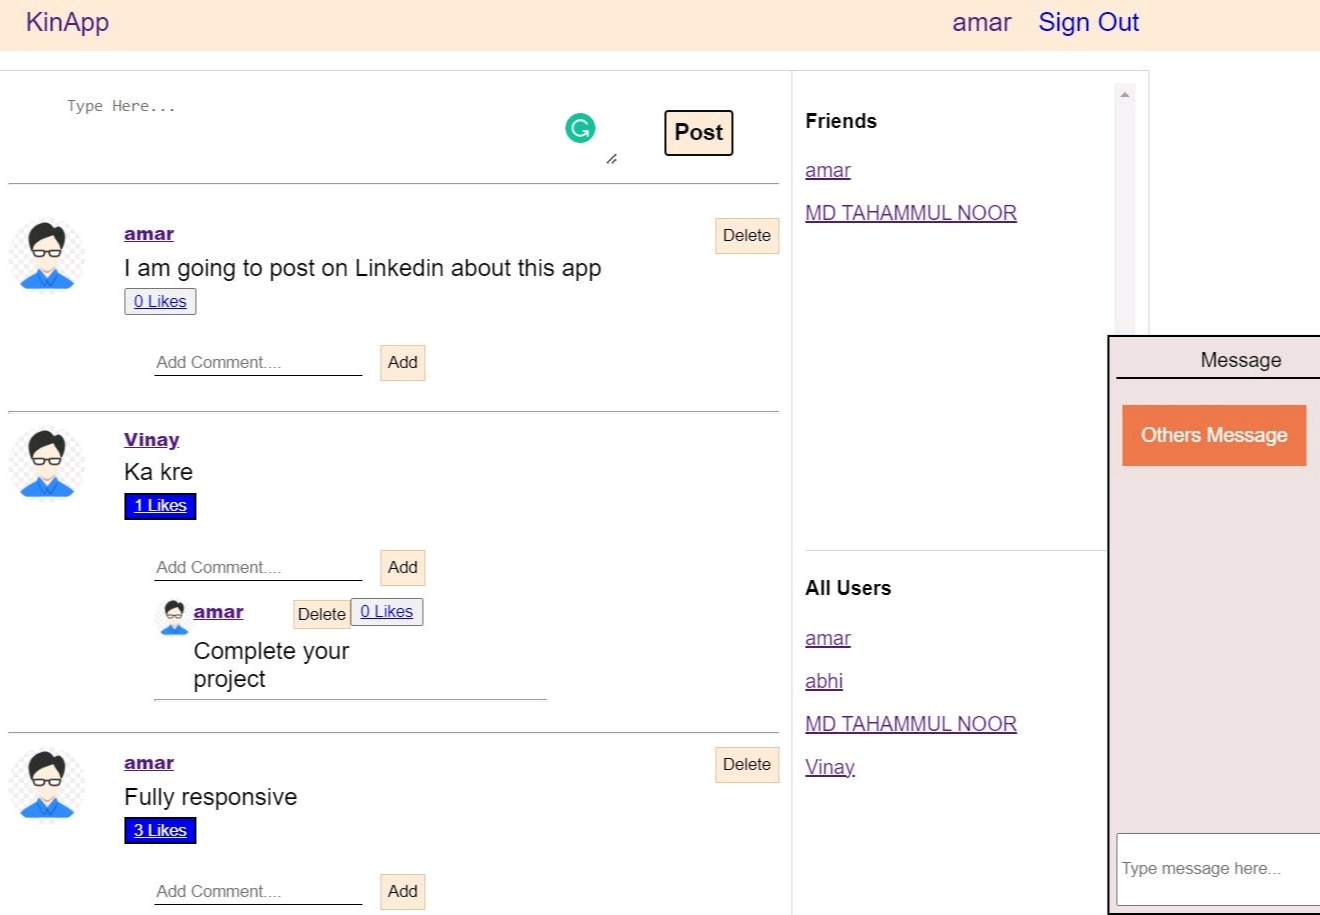 KinApp
amar Sign Out
Type Here...
Post
amar
Delete
I am going to post on Linkedin about this app
0 Likes
Add Comment....
Add
Vinay
Ka kre
1 Likes
Add Comment....
Add
amar
Delete
0 Likes
Complete your
project
amar
Delete
Fully responsive
3 Likes
Add Comment....
Add
Friends
amar
MD TAHAMMUL NOOR
All Users
amar
abhi
MD TAHAMMUL NOOR
Vinay
Message
Others Message
Type message here...